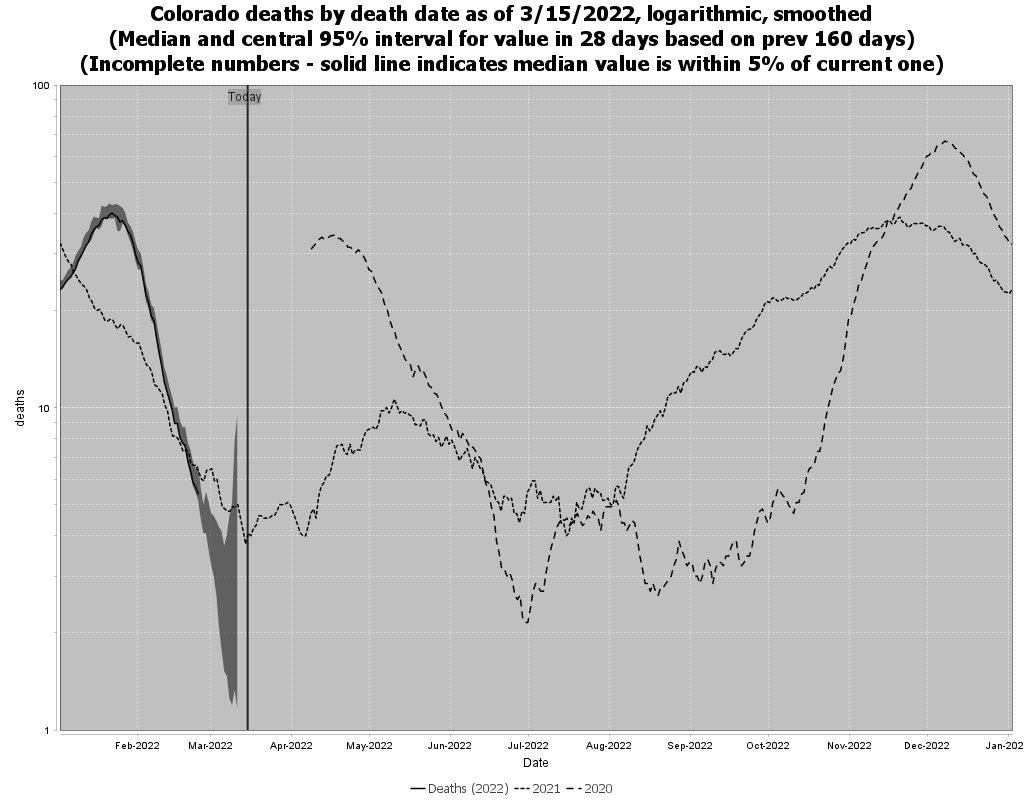 Colorado deaths by death date as of 3/15/2022, logarithmic, smoothed
(Median and central 95% interval for value in 28 days based on prev 160 days)
(Incomplete numbers - solid line indicates median value is within 5% of current one)
Today
100
10
1
deaths
Feb-2022 Mar-2022 Apr-2022 May-2022 Jun-2022 Jul-2022 Aug-2022 Sep-2022 Oct-2022 Nov-2022 Dec-2022 Jan-202
Date
Deaths (2022) 2021 2020